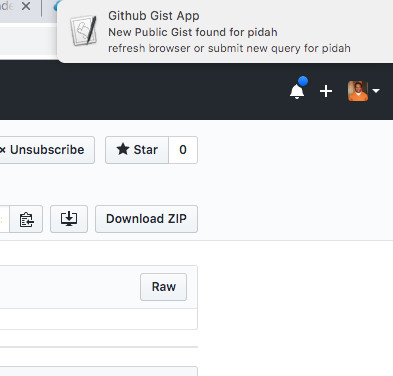 Github Gist App
New Public Gist found for pidah
refresh browser or submit new query for pidah
Unsubscribe
Star 0
Download ZIP
Raw